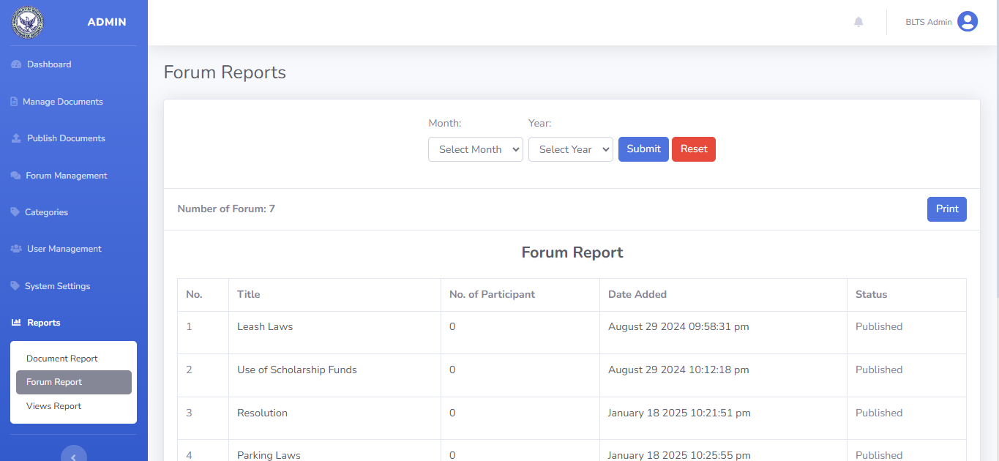 ADMIN
BLTS Admin
Dashboard
Manage Documents
Publish Documents
Forum Management
Categories
User Management
System Settings
Reports
Document Report
Forum Report
Views Report
Forum Reports
Month: Year:
Select Month Select Year Submit Reset
Number of Forum: 7 Print
Forum Report
No. Title No. of Participant Date Added Status
1 Leash Laws 0 August 29 2024 09:58:31 pm Published
2 Use of Scholarship Funds 0 August 29 2024 10:12:18 pm Published
3 Resolution 0 January 18 2025 10:21:51 pm Published
4 Parking Laws 0 January 18 2025 10:25:55 pm Published